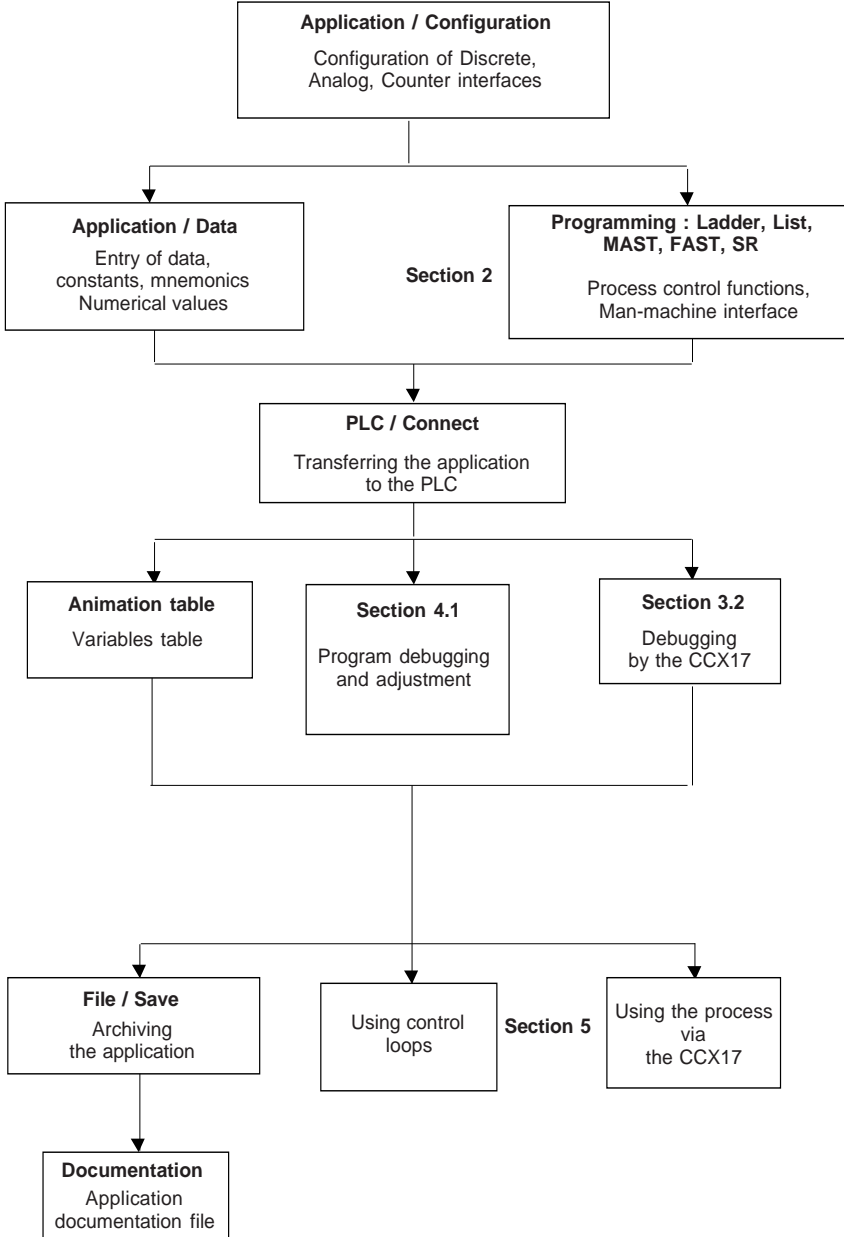 Application / Configuration
Configuration of Discrete,
Analog, Counter interfaces
Application / Data
Entry of data,
constants, mnemonics
Numerical values
Section 2
Programming : Ladder, List,
MAST, FAST, SR
Process control functions,
Man-machine interface
PLC / Connect
Transferring the application
to the PLC
Animation table
Variables table
Section 4.1
Program debugging
and adjustment
Section 3.2
Debugging
by the CCX17
File / Save
Archiving
the application
Using control
loops
Section 5
Using the process
via
the CCX17
Documentation
Application
documentation file